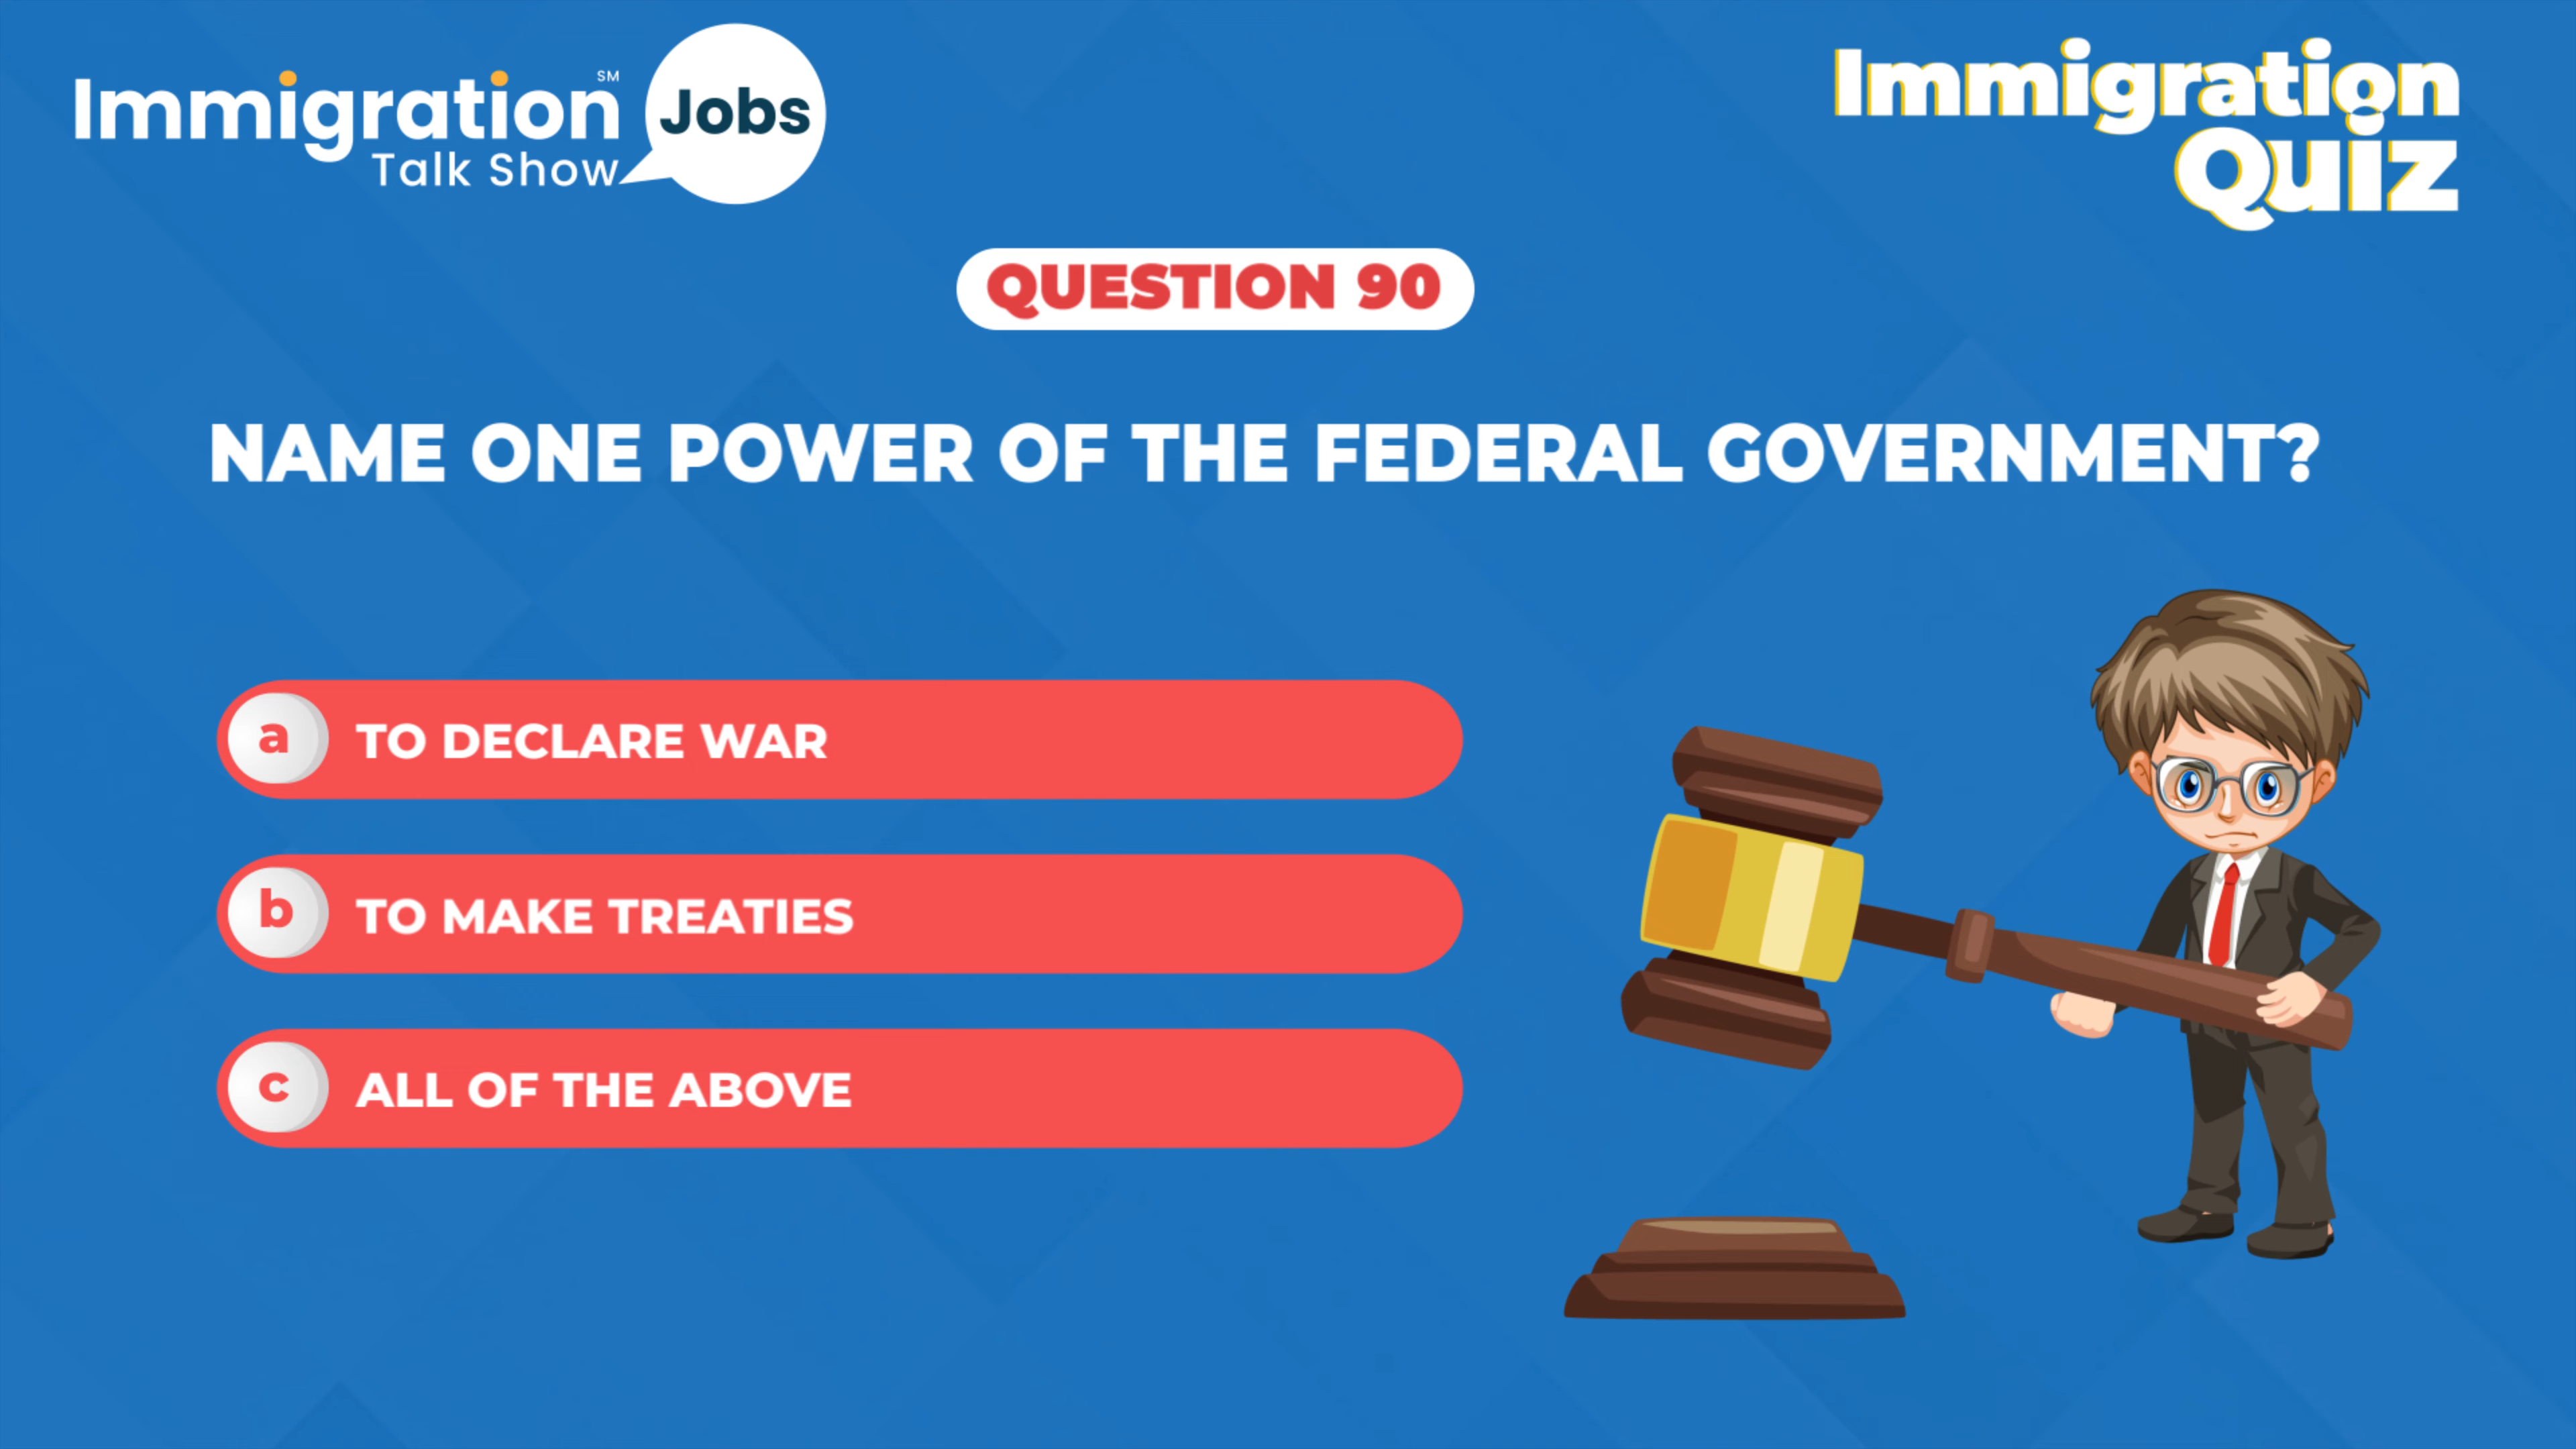 Immigration SM
Talk Show
Jobs
Immigration
Quiz
QUESTION 90
NAME ONE POWER OF THE FEDERAL GOVERNMENT?
a TO DECLARE WAR
b TO MAKE TREATIES
c ALL OF THE ABOVE